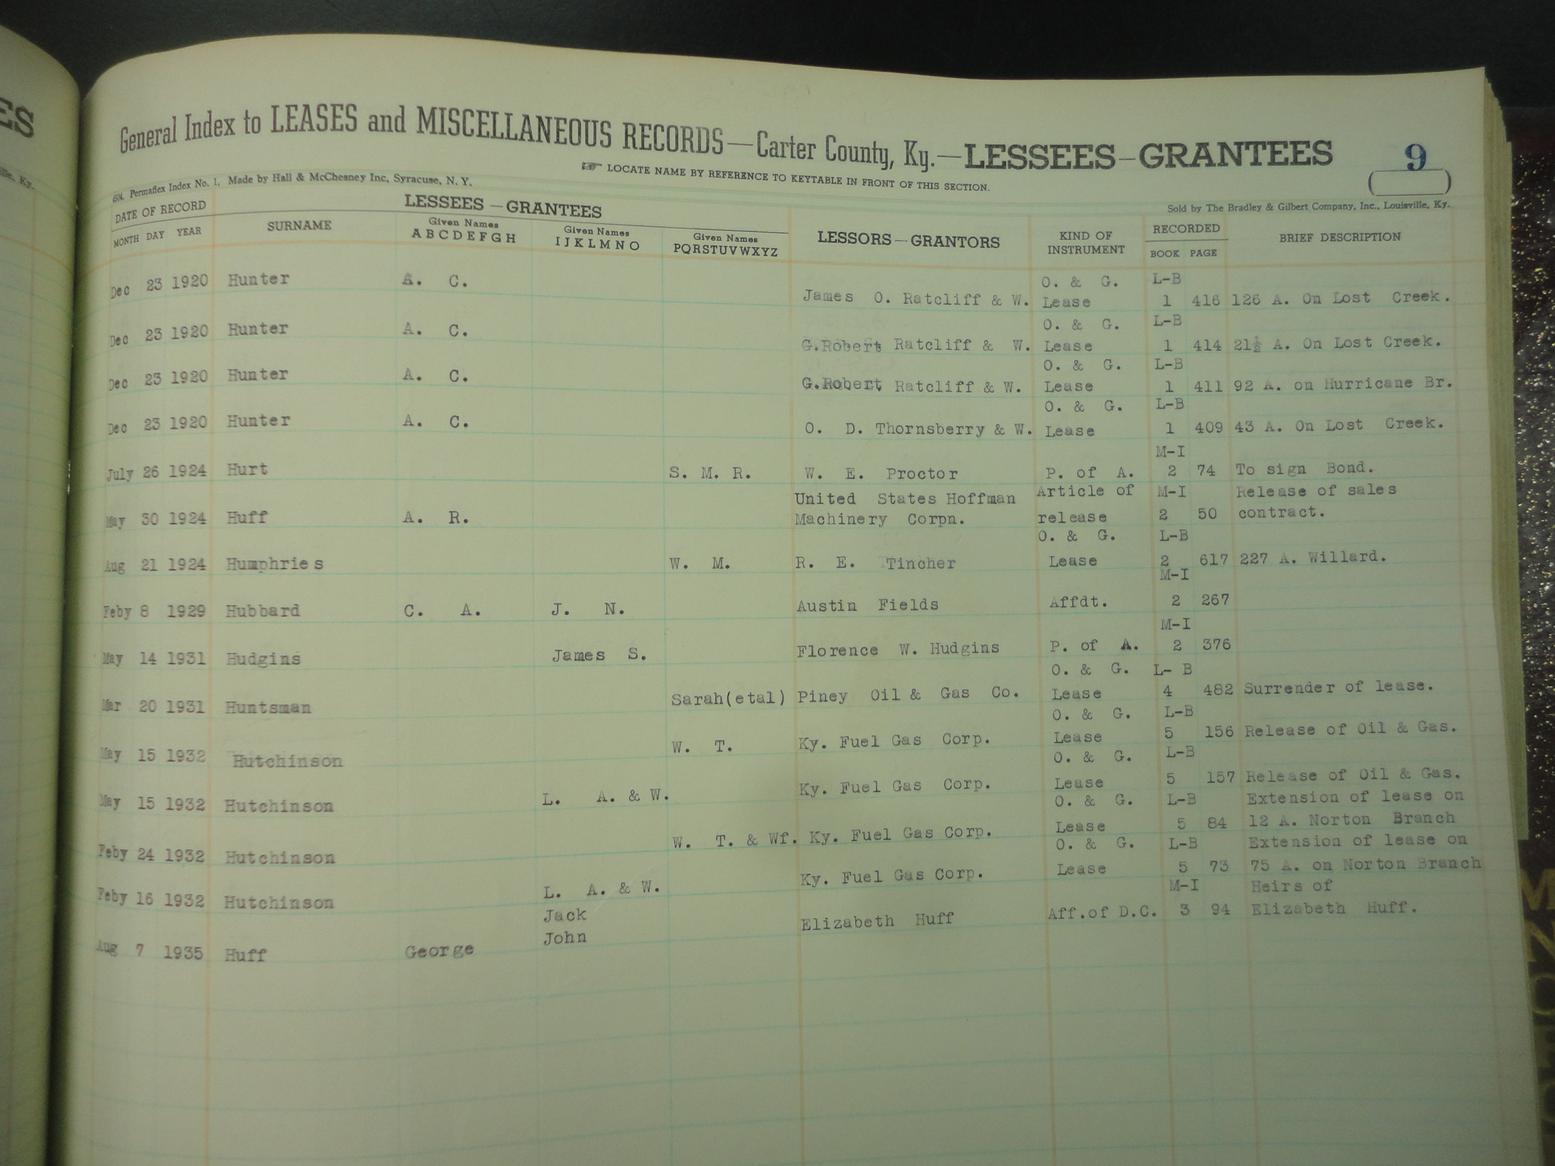 ES
lle, Ky.
General Index to LEASES and MISCELLANEOUS RECORDS—Carter County, Ky.—LESSEES-GRANTEES 9
☞ LOCATE NAME BY REFERENCE TO KEYTABLE IN FRONT OF THIS SECTION.
Permaflex Index No. 1, Made by Hall & McChesney Inc, Syracuse, N. Y.
Sold by The Bradley & Gilbert Company, Inc., Louisville, Ky.
DATE OF RECORD LESSEES — GRANTEES LESSORS—GRANTORS KIND OF INSTRUMENT RECORDED BRIEF DESCRIPTION
MONTH DAY YEAR SURNAME Given Names A B C D E F G H Given Names I J K L M N O Given Names PQRSTUVWXYZ BOOK PAGE
O. & G. L-B
Dec 23 1920 Hunter A. C. James O. Ratcliff & W. Lease 1 416 126 A. On Lost Creek.
O. & G. L-B
Dec 23 1920 Hunter A. C. G.Robert Ratcliff & W. Lease 1 414 21½ A. On Lost Creek.
O. & G. L-B
Dec 23 1920 Hunter A. C. G.Robert Ratcliff & W. Lease 1 411 92 A. on Hurricane Br.
O. & G. L-B
Dec 23 1920 Hunter A. C. O. D. Thornsberry & W. Lease 1 409 43 A. On Lost Creek.
M-I
July 26 1924 Hurt S. M. R. W. E. Proctor P. of A. 2 74 To sign Bond.
United States Hoffman Article of M-I Release of sales
May 30 1924 Huff A. R. Machinery Corpn. release 2 50 contract.
O. & G. L-B
Aug 21 1924 Humphries W. M. R. E. Tincher Lease 2 617 227 A. Willard.
M-I
Feby 8 1929 Hubbard C. A. J. N. Austin Fields Affdt. 2 267
M-I
May 14 1931 Hudgins James S. Florence W. Hudgins P. of A. 2 376
O. & G. L- B
Mar 20 1931 Huntsman Sarah(etal) Piney Oil & Gas Co. Lease 4 482 Surrender of lease.
O. & G. L-B
May 15 1932 Hutchinson W. T. Ky. Fuel Gas Corp. Lease 5 156 Release of Oil & Gas.
O. & G. L-B
May 15 1932 Hutchinson L. A. & W. Ky. Fuel Gas Corp. Lease 5 157 Release of Oil & Gas.
O. & G. L-B Extension of lease on
Feby 24 1932 Hutchinson W. T. & Wf. Ky. Fuel Gas Corp. Lease 5 84 12 A. Norton Branch
O. & G. L-B Extension of lease on
Feby 16 1932 Hutchinson L. A. & W. Ky. Fuel Gas Corp. Lease 5 73 75 A. on Norton Branch
Jack M-I Heirs of
Aug 7 1935 Huff George John Elizabeth Huff Aff.of D.C. 3 94 Elizabeth Huff.